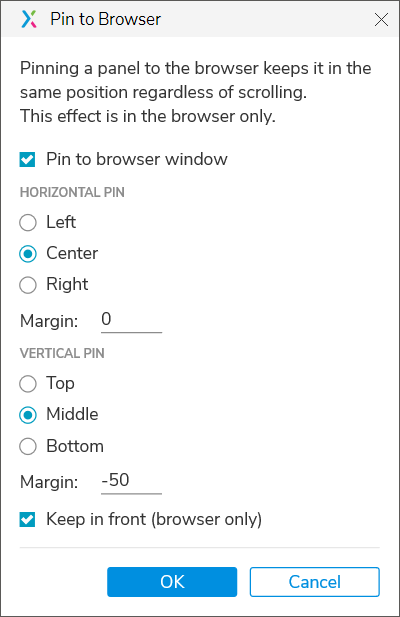 Pin to Browser
Pinning a panel to the browser keeps it in the
same position regardless of scrolling.
This effect is in the browser only.
Pin to browser window
HORIZONTAL PIN
Left
Center
Right
Margin: 0
VERTICAL PIN
Top
Middle
Bottom
Margin: -50
Keep in front (browser only)
OK Cancel